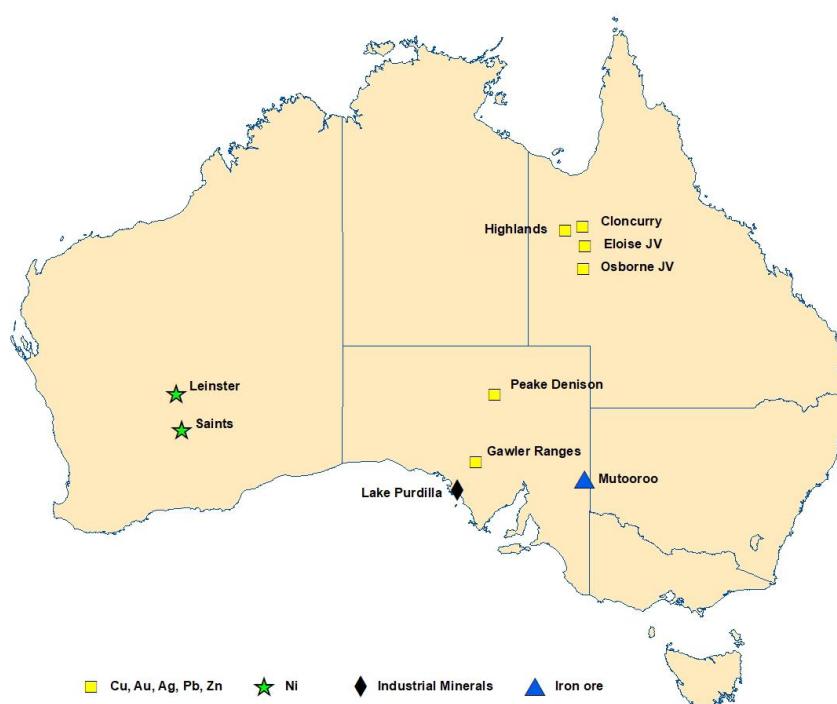 Cloncurry
Highlands
Eloise JV
Osborne JV
Leinster
Peake Denison
Saints
Gawler Ranges
Mutooroo
Lake Purdilla
Cu, Au, Ag, Pb, Zn
Ni
Industrial Minerals
Iron ore